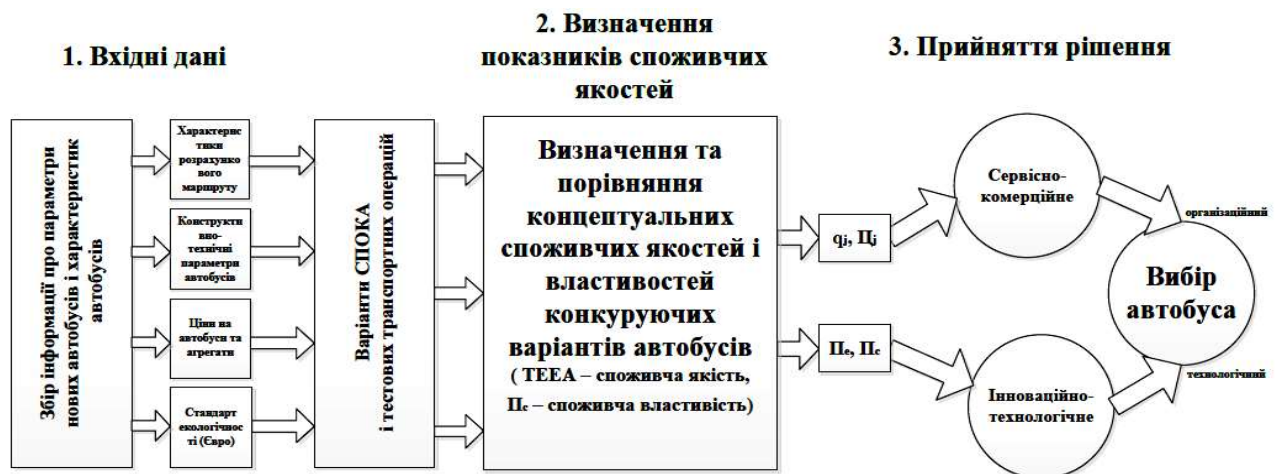 1. Вхідні дані
2. Визначення
показників споживчих
якостей
3. Прийняття рішення
Збір інформації про параметри
нових автобусів і характеристик
автобусів
Характерис
тики
розрахунко
вого
маршруту
Конструкти
вно-
технічні
параметри
автобусів
Ціни на
автобуси та
агрегати
Стандарт
екологічнос
ті (Євро)
Варіанти СПОКА
і тестових транспортних операцій
Визначення та
порівняння
концептуальних
споживчих якостей і
властивостей
конкуруючих
варіантів автобусів
( ТЕЕА – споживча якість,
Пс – споживча властивість)
qj, Цj
Пе, Пс
Сервісно-
комерційне
Інноваційно-
технологічне
організаційний
Вибір
автобуса
технологічний